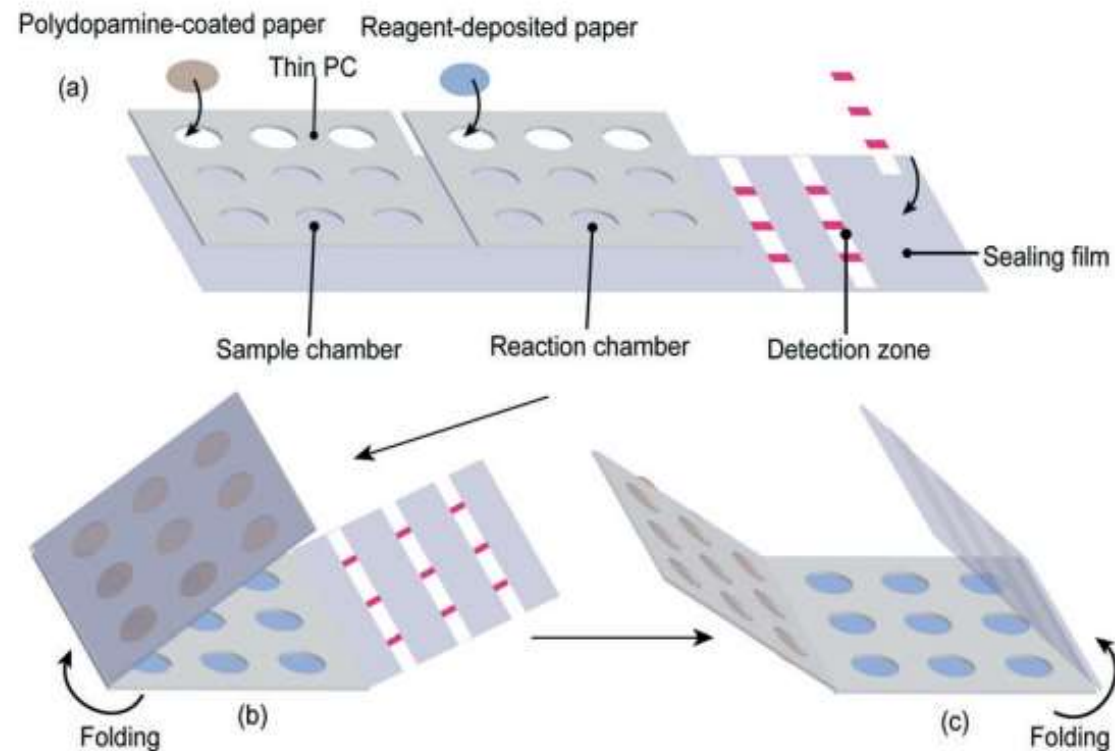 Polydopamine-coated paper
Reagent-deposited paper
Thin PC
(a)
Sealing film
Sample chamber
Reaction chamber
Detection zone
(b)
(c)
Folding
Folding